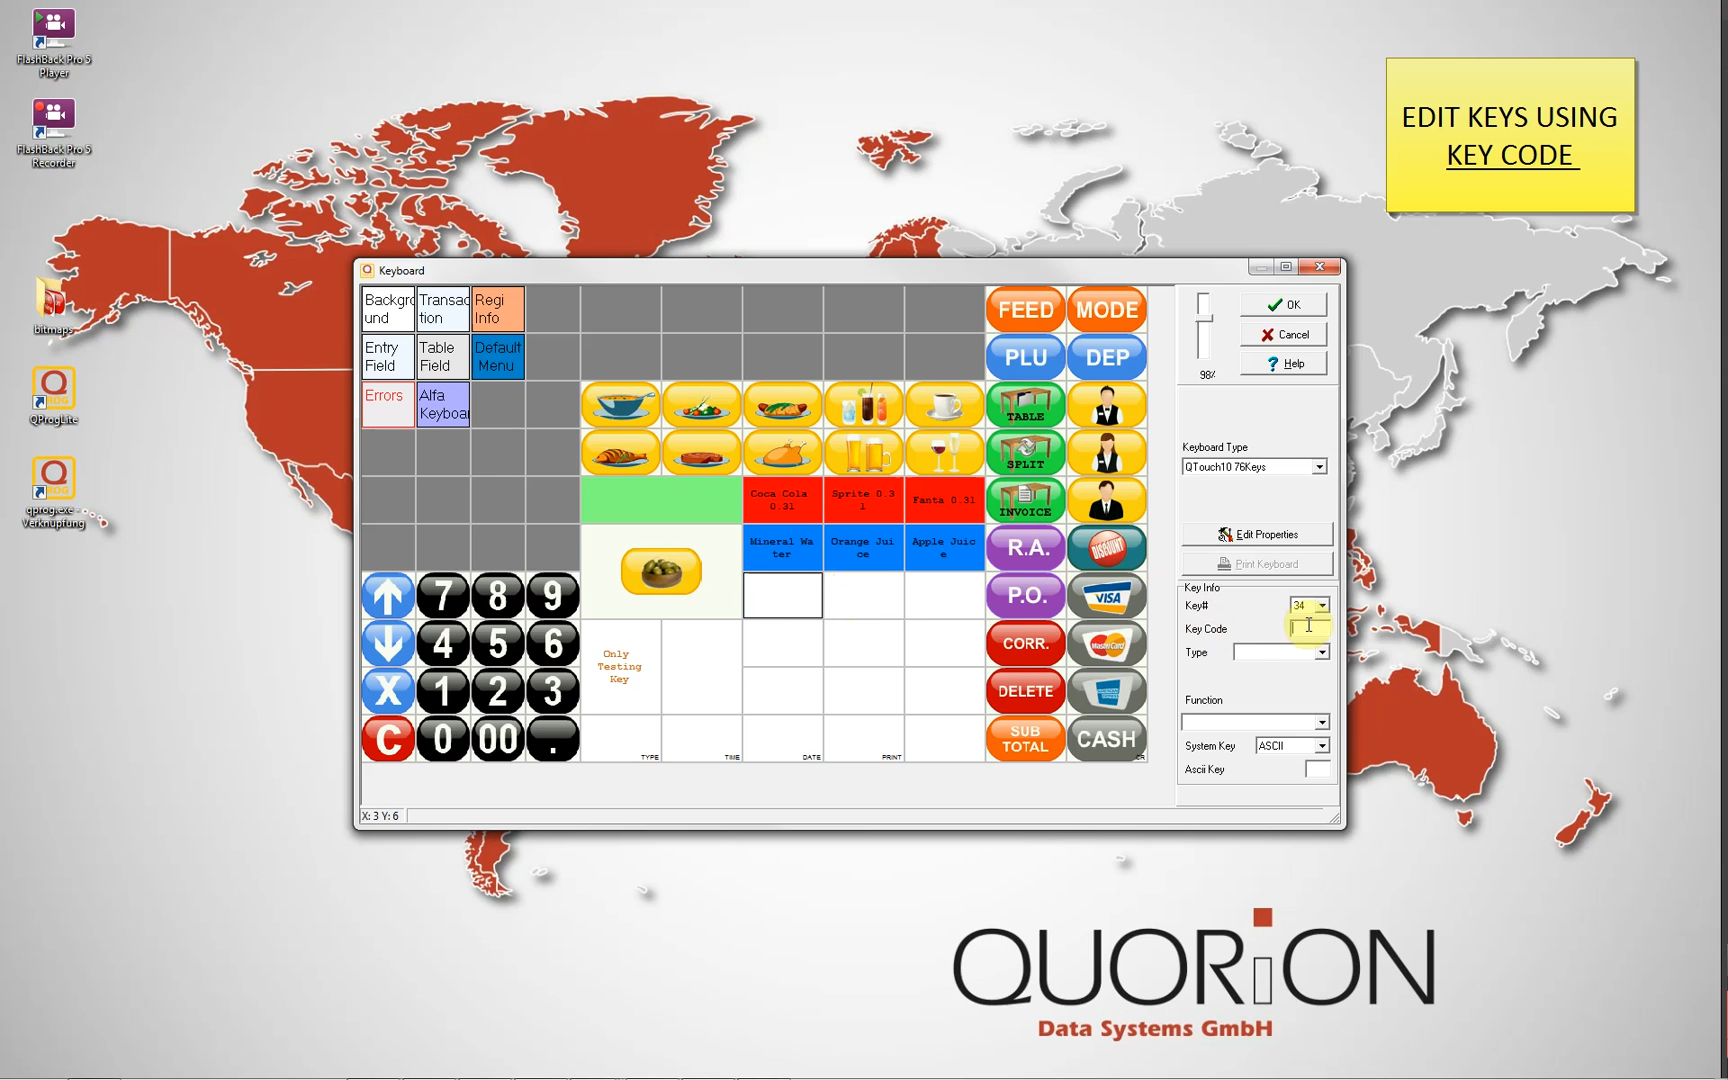 FlashBack Pro 5
Player
FlashBack Pro 5
Recorder
bitmaps
QProgLite
qprog.exe -
Verknüpfung
EDIT KEYS USING
KEY CODE
Keyboard
Backgro
und
Transac
tion
Regi
Info
Entry
Field
Table
Field
Default
Menu
Errors
Alfa
Keyboar
FEED
MODE
PLU
DEP
TABLE
SPLIT
INVOICE
Coca Cola
0.3l
Sprite 0.3
l
Fanta 0.3l
Mineral Wa
ter
Orange Jui
ce
Apple Juic
e
R.A.
DISCOUNT
7
8
9
P.O.
VISA
4
5
6
Only
Testing
Key
CORR.
MasterCard
X
1
2
3
DELETE
C
0
00
.
TYPE
TIME
DATE
PRINT
SUB
TOTAL
CASH
CR
98%
OK
Cancel
? Help
Keyboard Type
QTouch10 76Keys
Edit Properties
Print Keyboard
Key Info
Key#
34
Key Code
Type
Function
System Key
ASCII
Ascii Key
X: 3 Y: 6
QUORiON
Data Systems GmbH